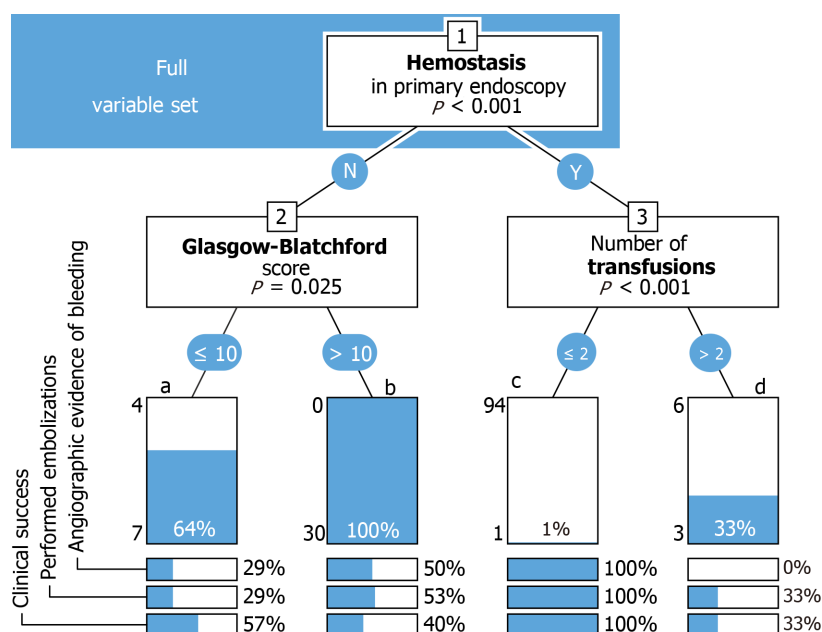 1
Full
variable set
Hemostasis
in primary endoscopy
P < 0.001
N
Y
2
Glasgow-Blatchford
score
P = 0.025
3
Number of
transfusions
P < 0.001
≤ 10
> 10
≤ 2
> 2
a
b
c
d
4
7
64%
0
30
100%
94
1
1%
6
3
33%
Angiographic evidence of bleeding
29%
50%
100%
0%
Performed embolizations
29%
53%
100%
33%
Clinical success
57%
40%
100%
33%